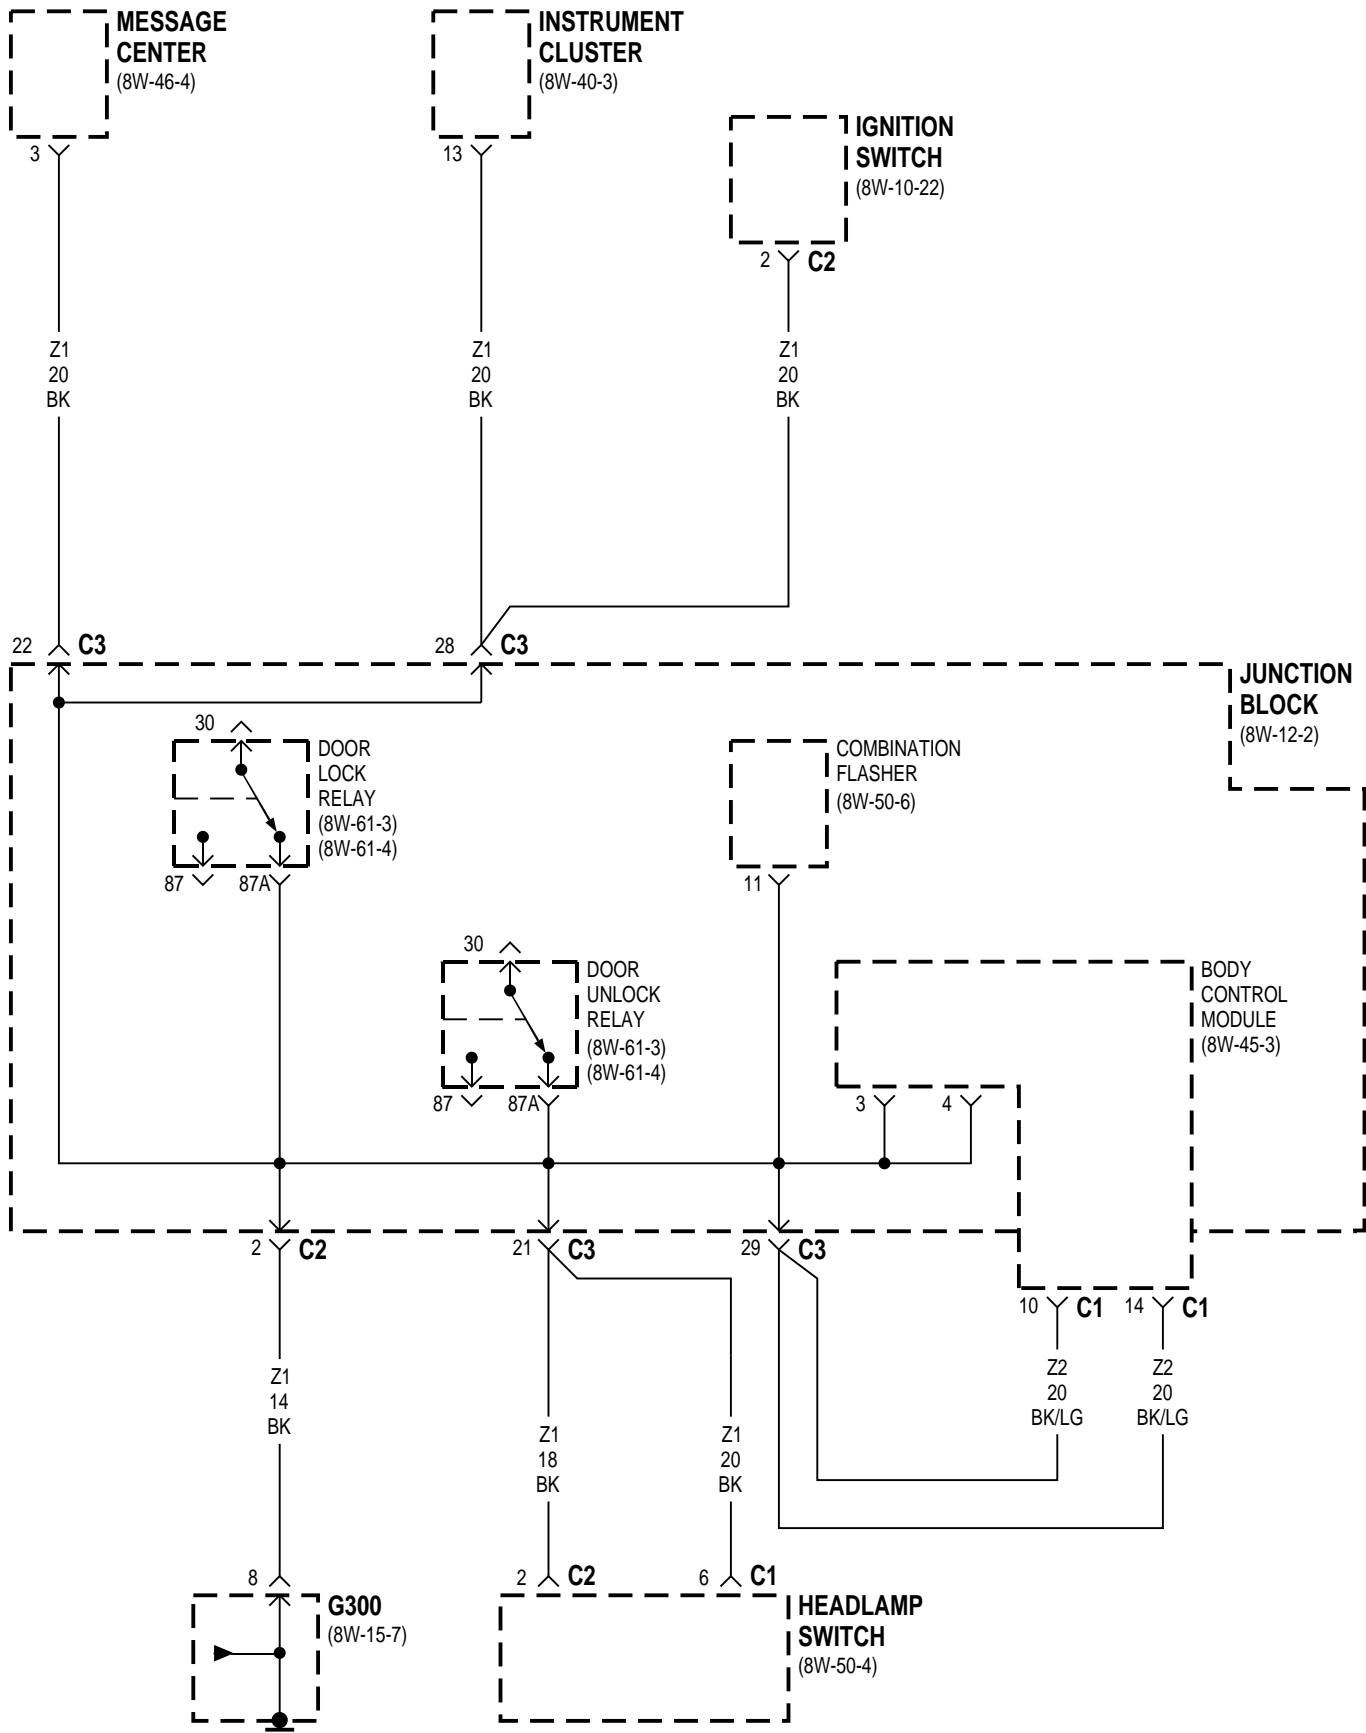 MESSAGE
CENTER
(8W-46-4)
3
INSTRUMENT
CLUSTER
(8W-40-3)
13
IGNITION
SWITCH
(8W-10-22)
2 C2
Z1
20
BK
Z1
20
BK
Z1
20
BK
22 C3
28 C3
JUNCTION
BLOCK
(8W-12-2)
30
DOOR
LOCK
RELAY
(8W-61-3)
(8W-61-4)
87 87A
COMBINATION
FLASHER
(8W-50-6)
11
30
DOOR
UNLOCK
RELAY
(8W-61-3)
(8W-61-4)
87 87A
BODY
CONTROL
MODULE
(8W-45-3)
3 4
2 C2
21 C3
29 C3
10 C1
14 C1
Z1
14
BK
Z1
18
BK
Z1
20
BK
Z2
20
BK/LG
Z2
20
BK/LG
8
G300
(8W-15-7)
2 C2
6 C1
HEADLAMP
SWITCH
(8W-50-4)